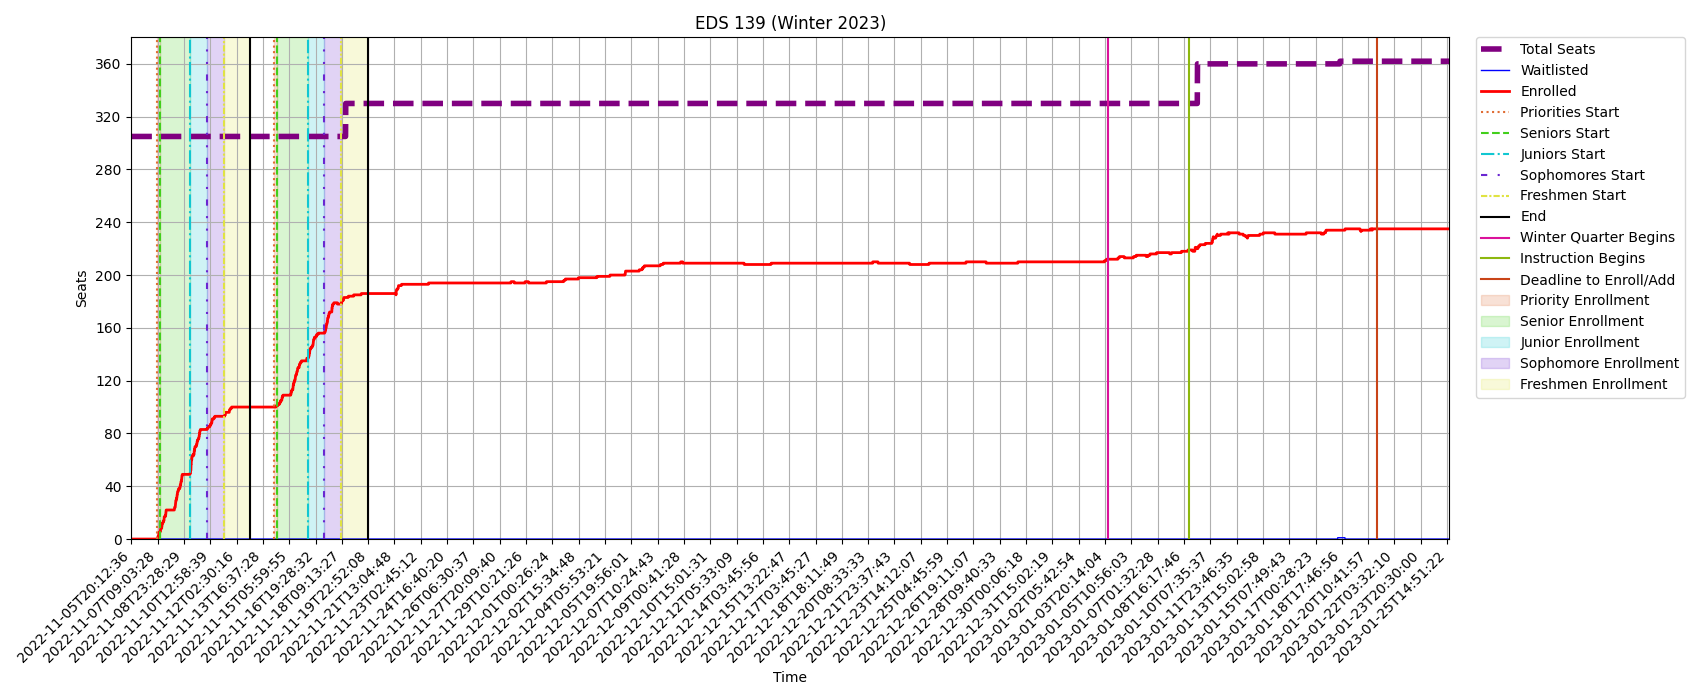 EDS 139 (Winter 2023)
Seats
360
320
280
240
200
160
120
80
40
0
2022-11-05T20:12:36
2022-11-07T09:03:28
2022-11-08T23:28:29
2022-11-10T12:58:39
2022-11-12T02:30:16
2022-11-13T16:37:28
2022-11-15T05:59:55
2022-11-16T19:28:32
2022-11-18T09:13:27
2022-11-19T22:52:08
2022-11-21T13:04:48
2022-11-23T02:45:12
2022-11-24T16:40:20
2022-11-26T06:30:37
2022-11-27T20:09:40
2022-11-29T10:21:26
2022-12-01T00:26:24
2022-12-02T15:34:48
2022-12-04T05:53:21
2022-12-05T19:56:01
2022-12-07T10:24:43
2022-12-09T00:41:28
2022-12-10T15:01:31
2022-12-12T05:33:09
2022-12-14T03:45:56
2022-12-15T13:22:47
2022-12-17T03:45:27
2022-12-18T18:11:49
2022-12-20T08:33:33
2022-12-21T23:37:43
2022-12-23T14:12:07
2022-12-25T04:45:59
2022-12-26T19:11:07
2022-12-28T09:40:33
2022-12-30T00:06:18
2022-12-31T15:02:19
2023-01-02T05:42:54
2023-01-03T20:14:04
2023-01-05T10:56:03
2023-01-07T01:32:28
2023-01-08T16:17:46
2023-01-10T07:35:37
2023-01-11T23:46:35
2023-01-13T15:02:58
2023-01-15T07:49:43
2023-01-17T00:28:23
2023-01-18T17:46:56
2023-01-20T10:41:57
2023-01-22T03:32:10
2023-01-23T20:30:00
2023-01-25T14:51:22
Time
Total Seats
Waitlisted
Enrolled
Priorities Start
Seniors Start
Juniors Start
Sophomores Start
Freshmen Start
End
Winter Quarter Begins
Instruction Begins
Deadline to Enroll/Add
Priority Enrollment
Senior Enrollment
Junior Enrollment
Sophomore Enrollment
Freshmen Enrollment